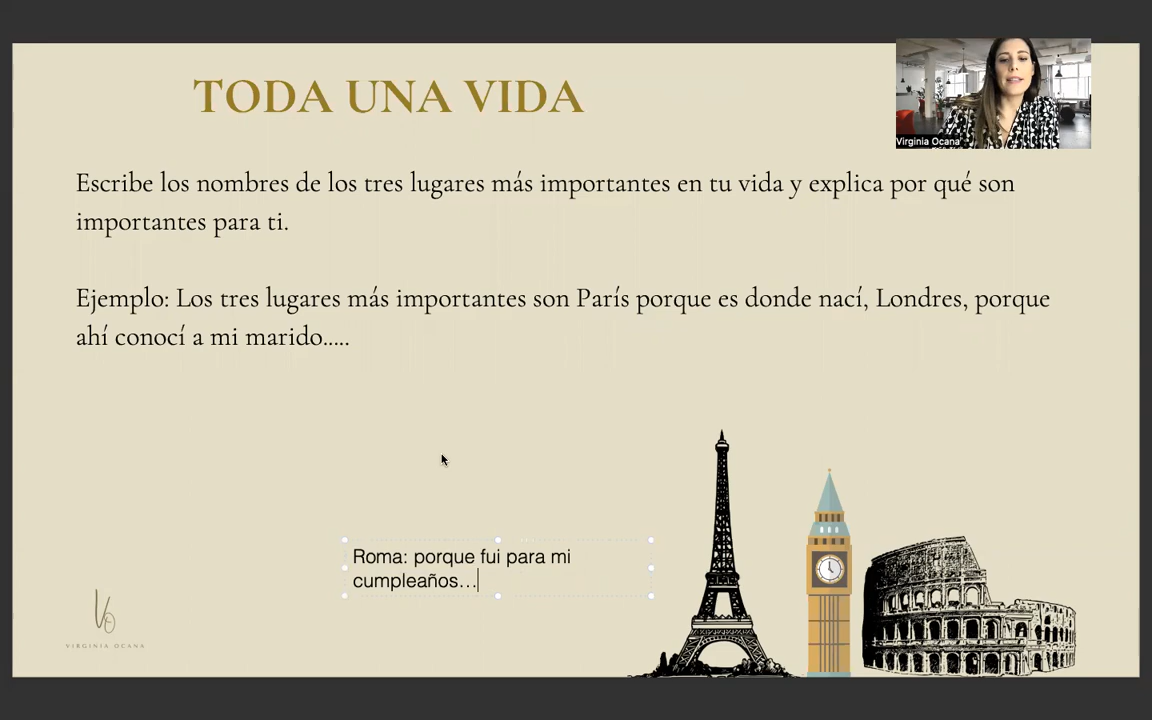 TODA UNA VIDA
Virginia Ocana
Escribe los nombres de los tres lugares más importantes en tu vida y explica por qué son
importantes para ti.
Ejemplo: Los tres lugares más importantes son París porque es donde nací, Londres, porque
ahí conocí a mi marido.....
Roma: porque fui para mi
cumpleaños…
VO
VIRGINIA OCANA